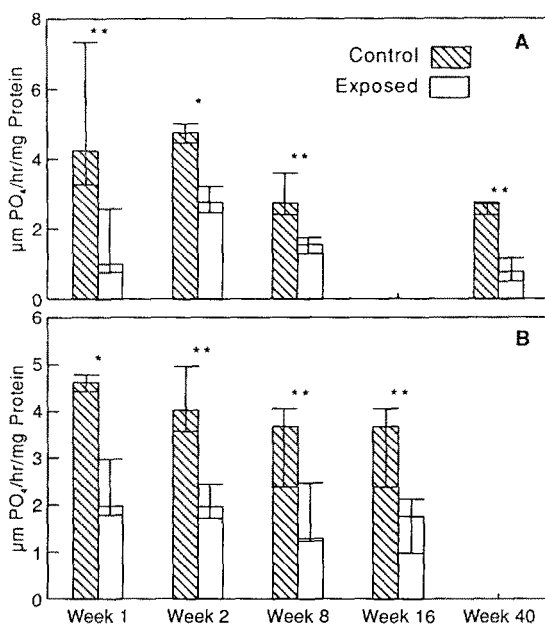 8
6
4
2
0
µm PO₄/hr/mg Protein
**
*
**
**
Control
Exposed
A
6
5
4
3
2
1
0
µm PO₄/hr/mg Protein
*
**
**
**
B
Week 1 Week 2 Week 8 Week 16 Week 40